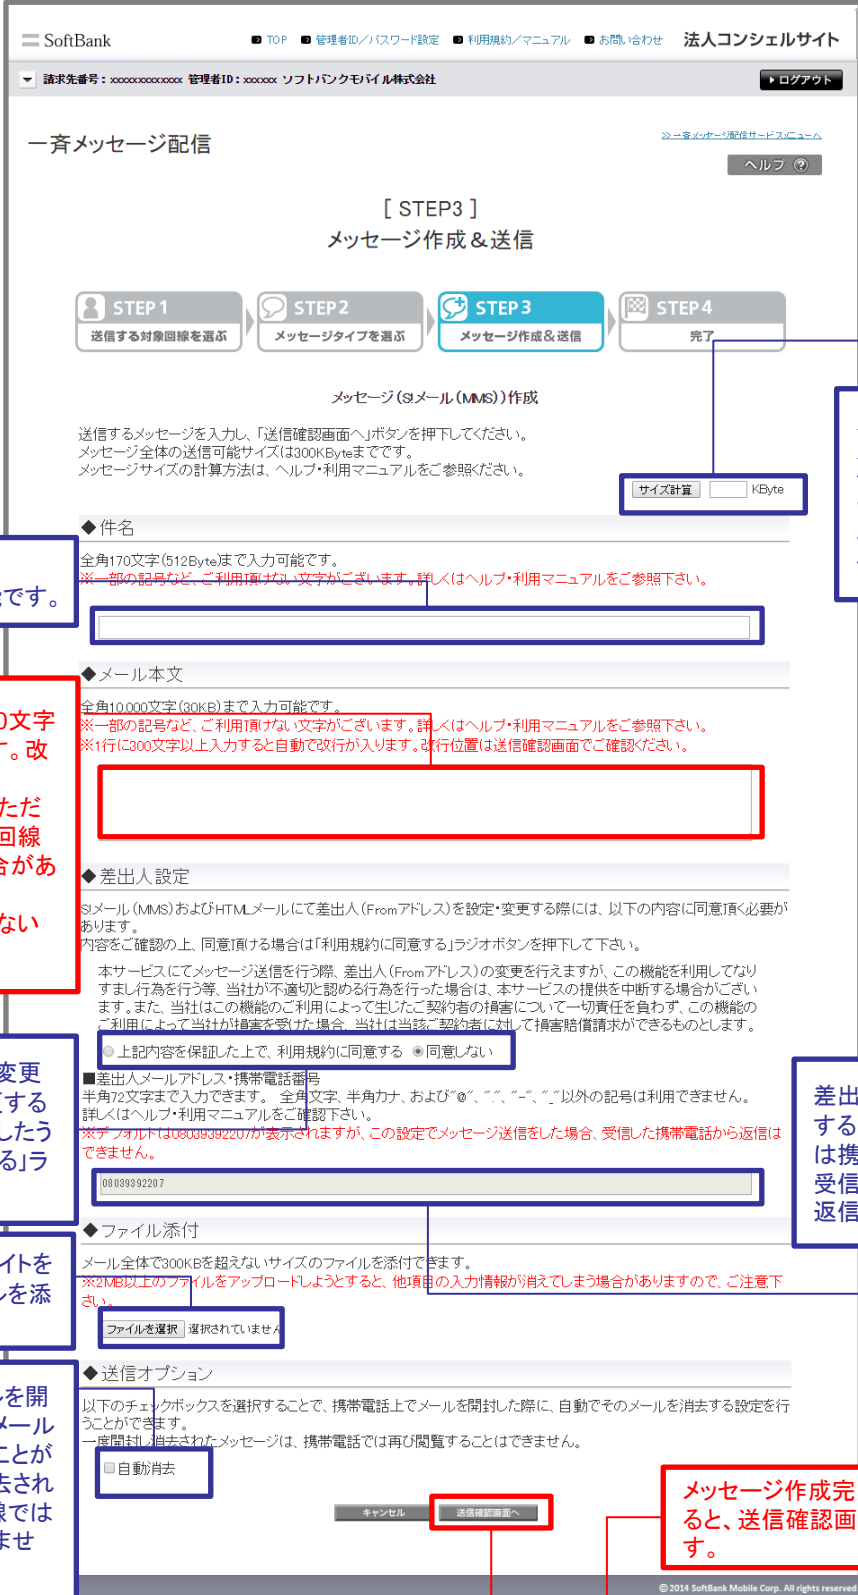 SoftBank
TOP 管理者ID／パスワード設定 利用規約／マニュアル お問い合わせ 法人コンシェルサイト
請求先番号：xxxxxxxxxxxx 管理者ID：xxxxxx ソフトバンクモバイル株式会社
ログアウト
一斉メッセージ配信
>>一斉メッセージ配信サービスメニューへ
ヘルプ ?
[ STEP3 ]
メッセージ作成＆送信
STEP1
送信する対象回線を選ぶ
STEP2
メッセージタイプを選ぶ
STEP3
メッセージ作成＆送信
STEP4
完了
メッセージ（S!メール（MMS））作成
送信するメッセージを入力し、「送信確認画面へ」ボタンを押下してください。
メッセージ全体の送信可能サイズは300KByteまでです。
メッセージサイズの計算方法は、ヘルプ・利用マニュアルをご参照ください。
サイズ計算 KByte
◆件名
全角170文字（512Byte)まで入力可能です。
※一部の記号など、ご利用頂けない文字がございます。詳しくはヘルプ・利用マニュアルをご参照下さい。
です。
◆メール本文
全角10,000文字（30KB）まで入力可能です。
※一部の記号など、ご利用頂けない文字がございます。詳しくはヘルプ・利用マニュアルをご参照下さい。
※1行に300文字以上入力すると自動で改行が入ります。改行位置は送信確認画面でご確認ください。
0文字
す。改
ただ
回線
合があ
ない
◆差出人設定
S!メール（MMS）およびHTMLメールにて差出人（Fromアドレス）を設定・変更する際には、以下の内容に同意頂く必要が
あります。
内容をご確認の上、同意頂ける場合は「利用規約に同意する」ラジオボタンを押下して下さい。
本サービスにてメッセージ送信を行う際、差出人（Fromアドレス）の変更を行えますが、この機能を利用してなり
すまし行為を行う等、当社が不適切と認める行為を行った場合は、本サービスの提供を中断する場合がござい
ます。また、当社はこの機能のご利用によって生じたご契約者の損害について一切責任を負わず、この機能の
ご利用によって当社が損害を受けた場合、当社は当該ご契約者に対して損害賠償請求ができるものとします。
上記内容を保証した上で、利用規約に同意する 同意しない
■差出人メールアドレス・携帯電話番号
半角72文字まで入力できます。 全角文字、半角カナ、および"@"、"."、"-"、"_"以外の記号は利用できません。
詳しくはヘルプ・利用マニュアルをご確認下さい。
※デフォルトは08039392207が表示されますが、この設定でメッセージ送信をした場合、受信した携帯電話から返信は
できません。
08039392207
変更
する
したう
る」ラ
差出
する
は携
受信
返信
◆ファイル添付
メール全体で300KBを超えないサイズのファイルを添付できます。
※2MB以上のファイルをアップロードしようとすると、他項目の入力情報が消えてしまう場合がありますので、ご注意下
さい。
ファイルを選択 選択されていません
イトを
ルを添
◆送信オプション
以下のチェックボックスを選択することで、携帯電話上でメールを開封した際に、自動でそのメールを消去する設定を行
うことができます。
一度開封し消去されたメッセージは、携帯電話では再び閲覧することはできません。
自動消去
ルを開
メール
ことが
去され
線では
ませ
キャンセル 送信確認画面へ
メッセージ作成完
ると、送信確認画
す。
© 2014 SoftBank Mobile Corp. All rights reserved